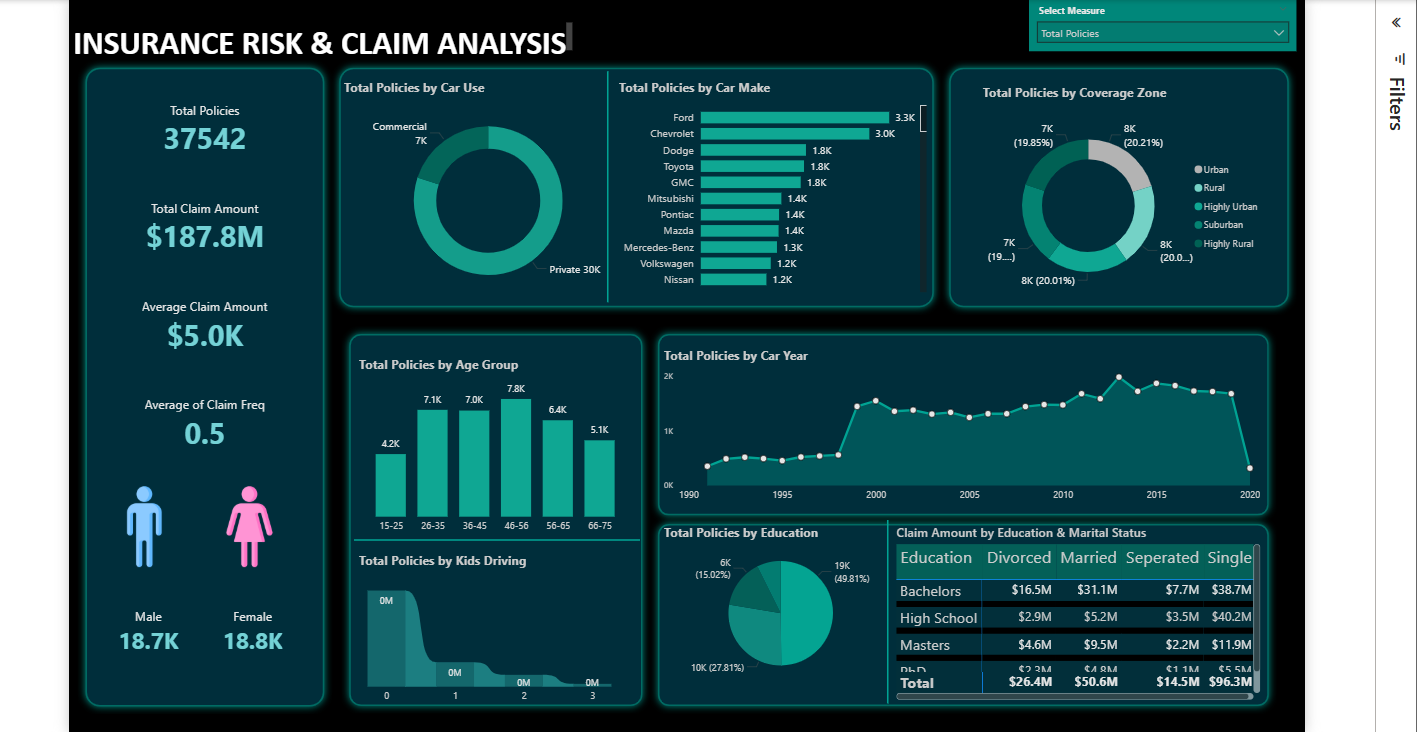 Select Measure
Total Policies
INSURANCE RISK & CLAIM ANALYSIS
Filters
Total Policies
37542
Total Claim Amount
$187.8M
Average Claim Amount
$5.0K
Average of Claim Freq
0.5
Male
18.7K
Female
18.8K
Total Policies by Car Use
Commercial
7K
Private 30K
Total Policies by Car Make
Ford 3.3K
Chevrolet 3.0K
Dodge 1.8K
Toyota 1.8K
GMC 1.8K
Mitsubishi 1.4K
Pontiac 1.4K
Mazda 1.4K
Mercedes-Benz 1.3K
Volkswagen 1.2K
Nissan 1.2K
Total Policies by Coverage Zone
7K
(19.85%)
8K
(20.21%)
7K
(19....)
8K
(20.0...)
8K (20.01%)
Urban
Rural
Highly Urban
Suburban
Highly Rural
Total Policies by Age Group
4.2K 7.1K 7.0K 7.8K 6.4K 5.1K
15-25 26-35 36-45 46-56 56-65 66-75
Total Policies by Kids Driving
0M 0M 0M 0M
0 1 2 3
Total Policies by Car Year
2K
1K
0K
1990 1995 2000 2005 2010 2015 2020
Total Policies by Education
6K
(15.02%)
19K
(49.81%)
10K (27.81%)
Claim Amount by Education & Marital Status
Education Divorced Married Seperated Single
Bachelors $16.5M $31.1M $7.7M $38.7M
High School $2.9M $5.2M $3.5M $40.2M
Masters $4.6M $9.5M $2.2M $11.9M
PhD $2.3M $4.8M $1.1M $5.5M
Total $26.4M $50.6M $14.5M $96.3M